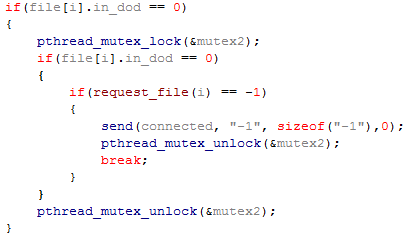 if(file[i].in_dod == 0)
{
pthread_mutex_lock(&mutex2);
if(file[i].in_dod == 0)
{
if(request_file(i) == -1)
{
send(connected, "-1", sizeof("-1"),0);
pthread_mutex_unlock(&mutex2);
break;
}
}
pthread_mutex_unlock(&mutex2);
}